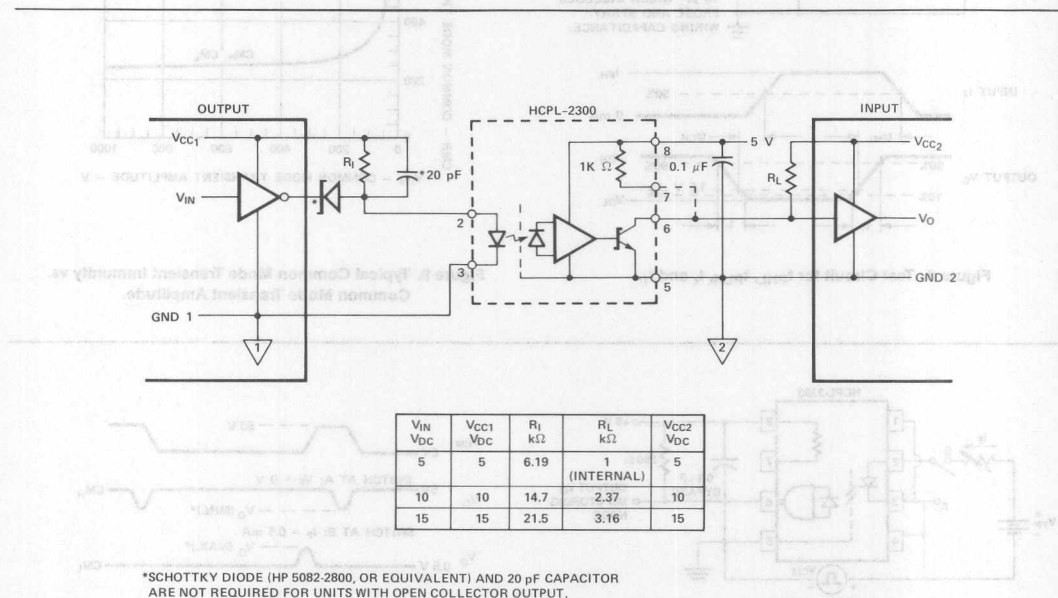 OUTPUT
HCPL-2300
INPUT
VCC1
RI
*20 pF
VIN
*
2
3
GND 1
1
1K Ω
8
5 V
0.1 µF
7
6
5
2
RL
VCC2
VO
GND 2
VIN VDC VCC1 VDC RI kΩ RL kΩ VCC2 VDC
5 5 6.19 1 (INTERNAL) 5
10 10 14.7 2.37 10
15 15 21.5 3.16 15
*SCHOTTKY DIODE (HP 5082-2800, OR EQUIVALENT) AND 20 pF CAPACITOR
ARE NOT REQUIRED FOR UNITS WITH OPEN COLLECTOR OUTPUT.